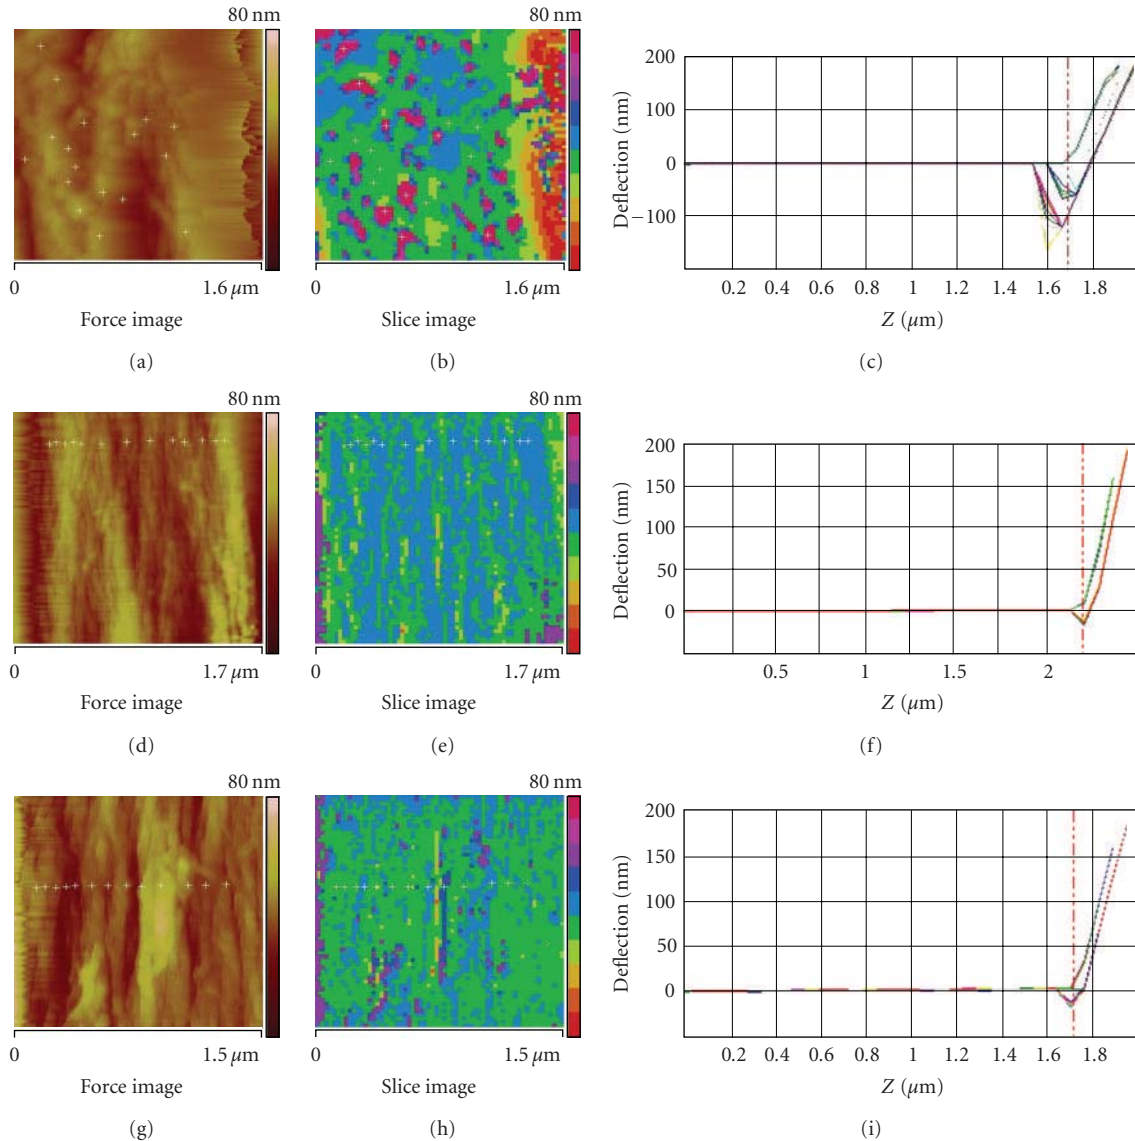 80 nm
80 nm
200
100
0
−100
Deflection (nm)
0
1.6 μm
0
1.6 μm
0.2 0.4 0.6 0.8 1 1.2 1.4 1.6 1.8
Force image
Slice image
Z (μm)
(a)
(b)
(c)
80 nm
80 nm
200
150
100
50
0
Deflection (nm)
0
1.7 μm
0
1.7 μm
0.5 1 1.5 2
Force image
Slice image
Z (μm)
(d)
(e)
(f)
80 nm
80 nm
200
150
100
50
0
Deflection (nm)
0
1.5 μm
0
1.5 μm
0.2 0.4 0.6 0.8 1 1.2 1.4 1.6 1.8
Force image
Slice image
Z (μm)
(g)
(h)
(i)